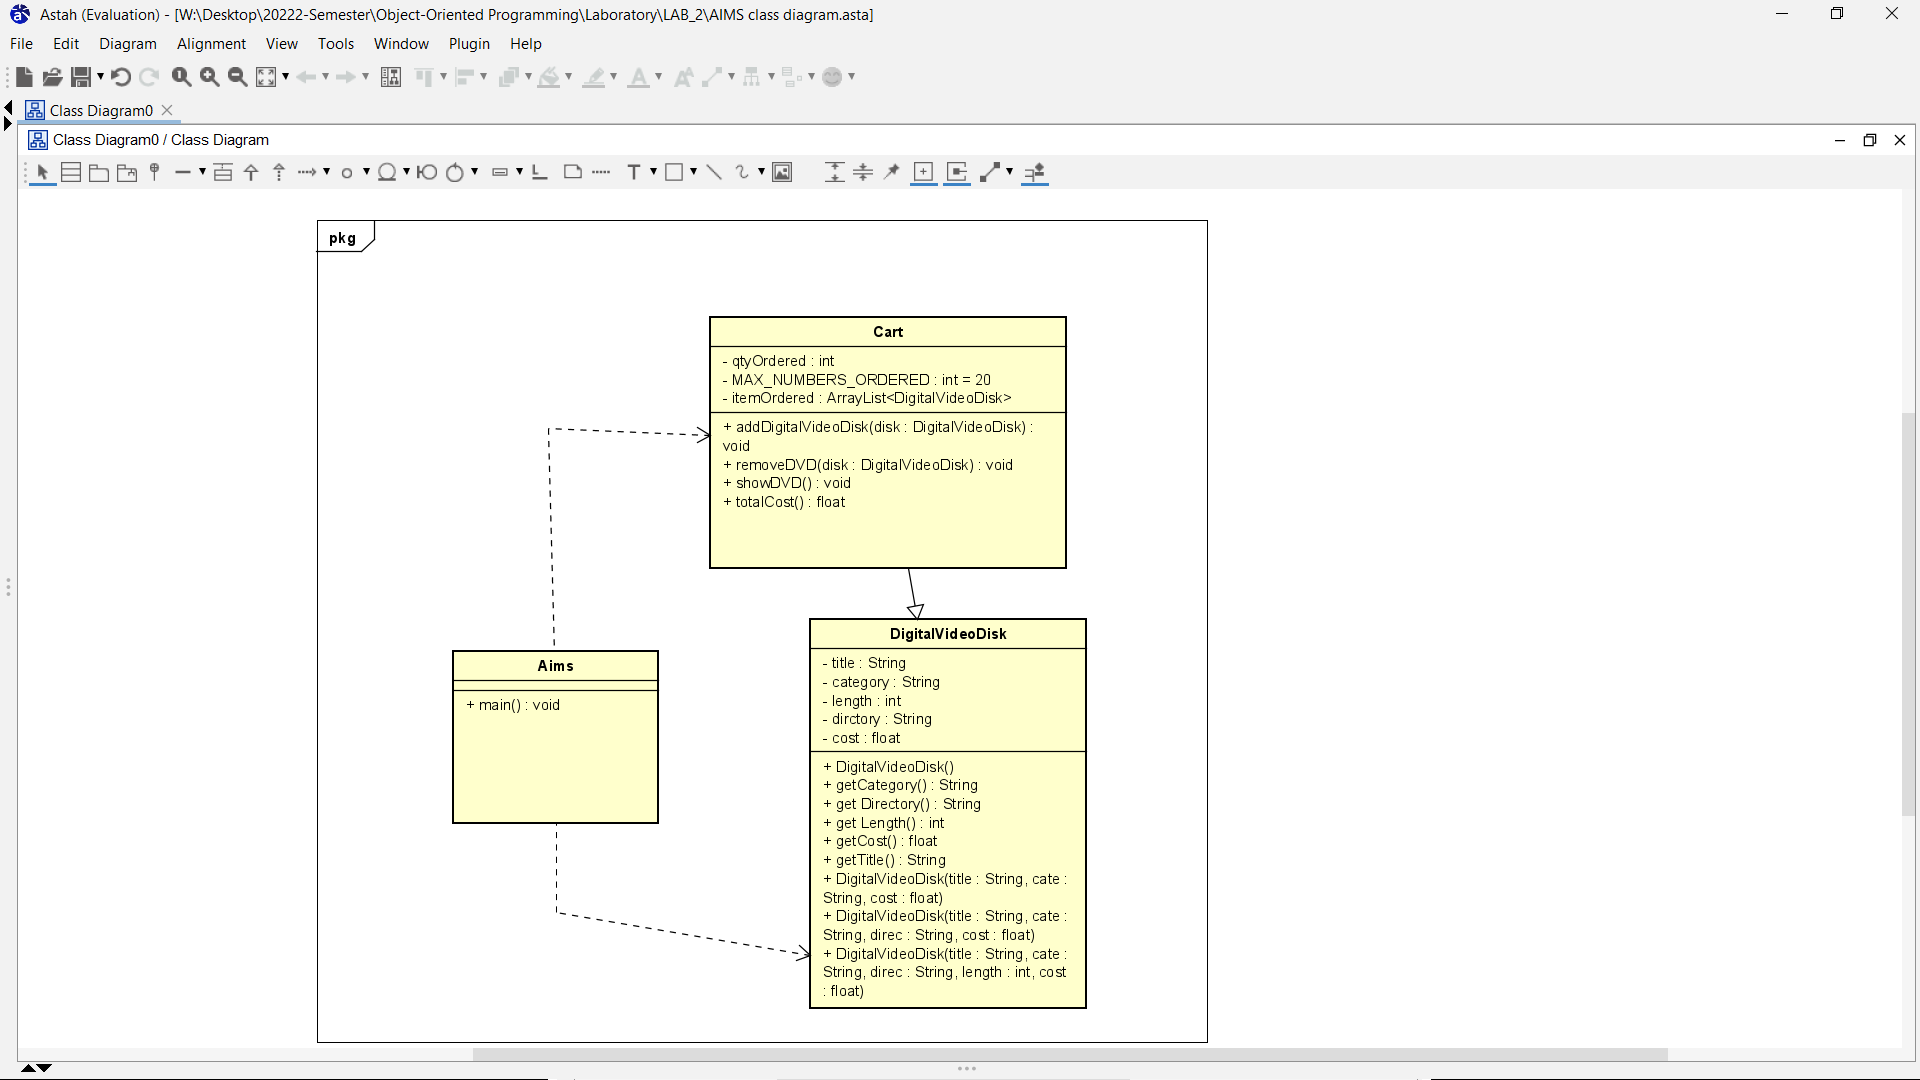 Astah (Evaluation) - [W:\Desktop\20222-Semester\Object-Oriented Programming\Laboratory\LAB_2\AIMS class diagram.asta]
File Edit Diagram Alignment View Tools Window Plugin Help
Class Diagram0
Class Diagram0 / Class Diagram
pkg
Cart
- qtyOrdered : int
- MAX_NUMBERS_ORDERED : int = 20
- itemOrdered : ArrayList<DigitalVideoDisk>
+ addDigitalVideoDisk(disk : DigitalVideoDisk) :
void
+ removeDVD(disk : DigitalVideoDisk) : void
+ showDVD() : void
+ totalCost() : float
Aims
+ main() : void
DigitalVideoDisk
- title : String
- category : String
- length : int
- dirctory : String
- cost : float
+ DigitalVideoDisk()
+ getCategory() : String
+ get Directory() : String
+ get Length() : int
+ getCost() : float
+ getTitle() : String
+ DigitalVideoDisk(title : String, cate :
String, cost : float)
+ DigitalVideoDisk(title : String, cate :
String, direc : String, cost : float)
+ DigitalVideoDisk(title : String, cate :
String, direc : String, length : int, cost
: float)